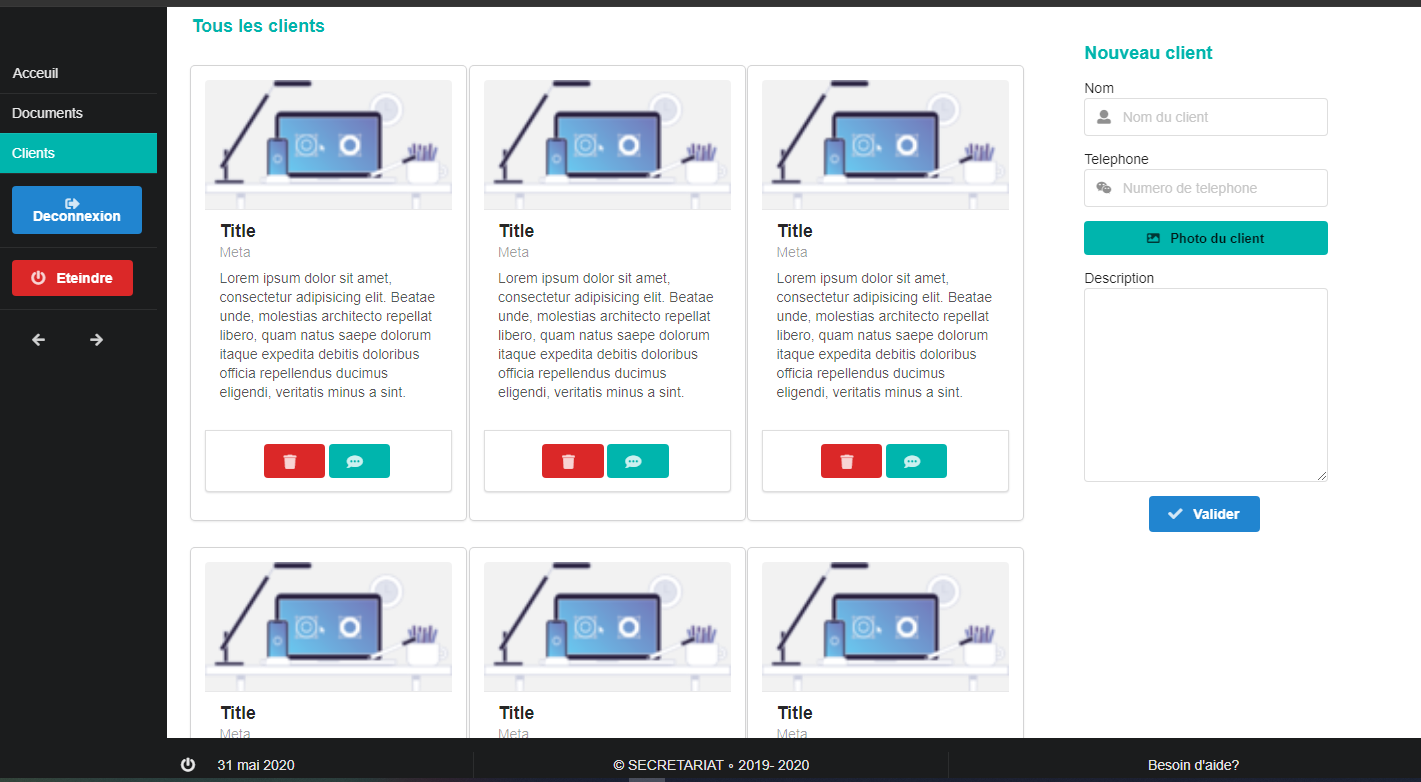 Tous les clients
Acceuil
Documents
Clients
Deconnexion
Eteindre
Title
Meta
Lorem ipsum dolor sit amet,
consectetur adipisicing elit. Beatae
unde, molestias architecto repellat
libero, quam natus saepe dolorum
itaque expedita debitis doloribus
officia repellendus ducimus
eligendi, veritatis minus a sint.
Title
Meta
Lorem ipsum dolor sit amet,
consectetur adipisicing elit. Beatae
unde, molestias architecto repellat
libero, quam natus saepe dolorum
itaque expedita debitis doloribus
officia repellendus ducimus
eligendi, veritatis minus a sint.
Title
Meta
Lorem ipsum dolor sit amet,
consectetur adipisicing elit. Beatae
unde, molestias architecto repellat
libero, quam natus saepe dolorum
itaque expedita debitis doloribus
officia repellendus ducimus
eligendi, veritatis minus a sint.
Title
Meta
Title
Meta
Title
Meta
Nouveau client
Nom
Nom du client
Telephone
Numero de telephone
Photo du client
Description
Valider
31 mai 2020
© SECRETARIAT ∘ 2019- 2020
Besoin d'aide?